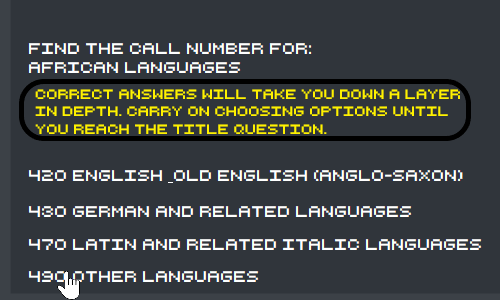 FIND THE CALL NUMBER FOR:
AFRICAN LANGUAGES
CORRECT ANSWERS WILL TAKE YOU DOWN A LAYER
IN DEPTH. CARRY ON CHOOSING OPTIONS UNTIL
YOU REACH THE TITLE QUESTION.
420 ENGLISH _OLD ENGLISH (ANGLO-SAXON)
430 GERMAN AND RELATED LANGUAGES
470 LATIN AND RELATED ITALIC LANGUAGES
490 OTHER LANGUAGES